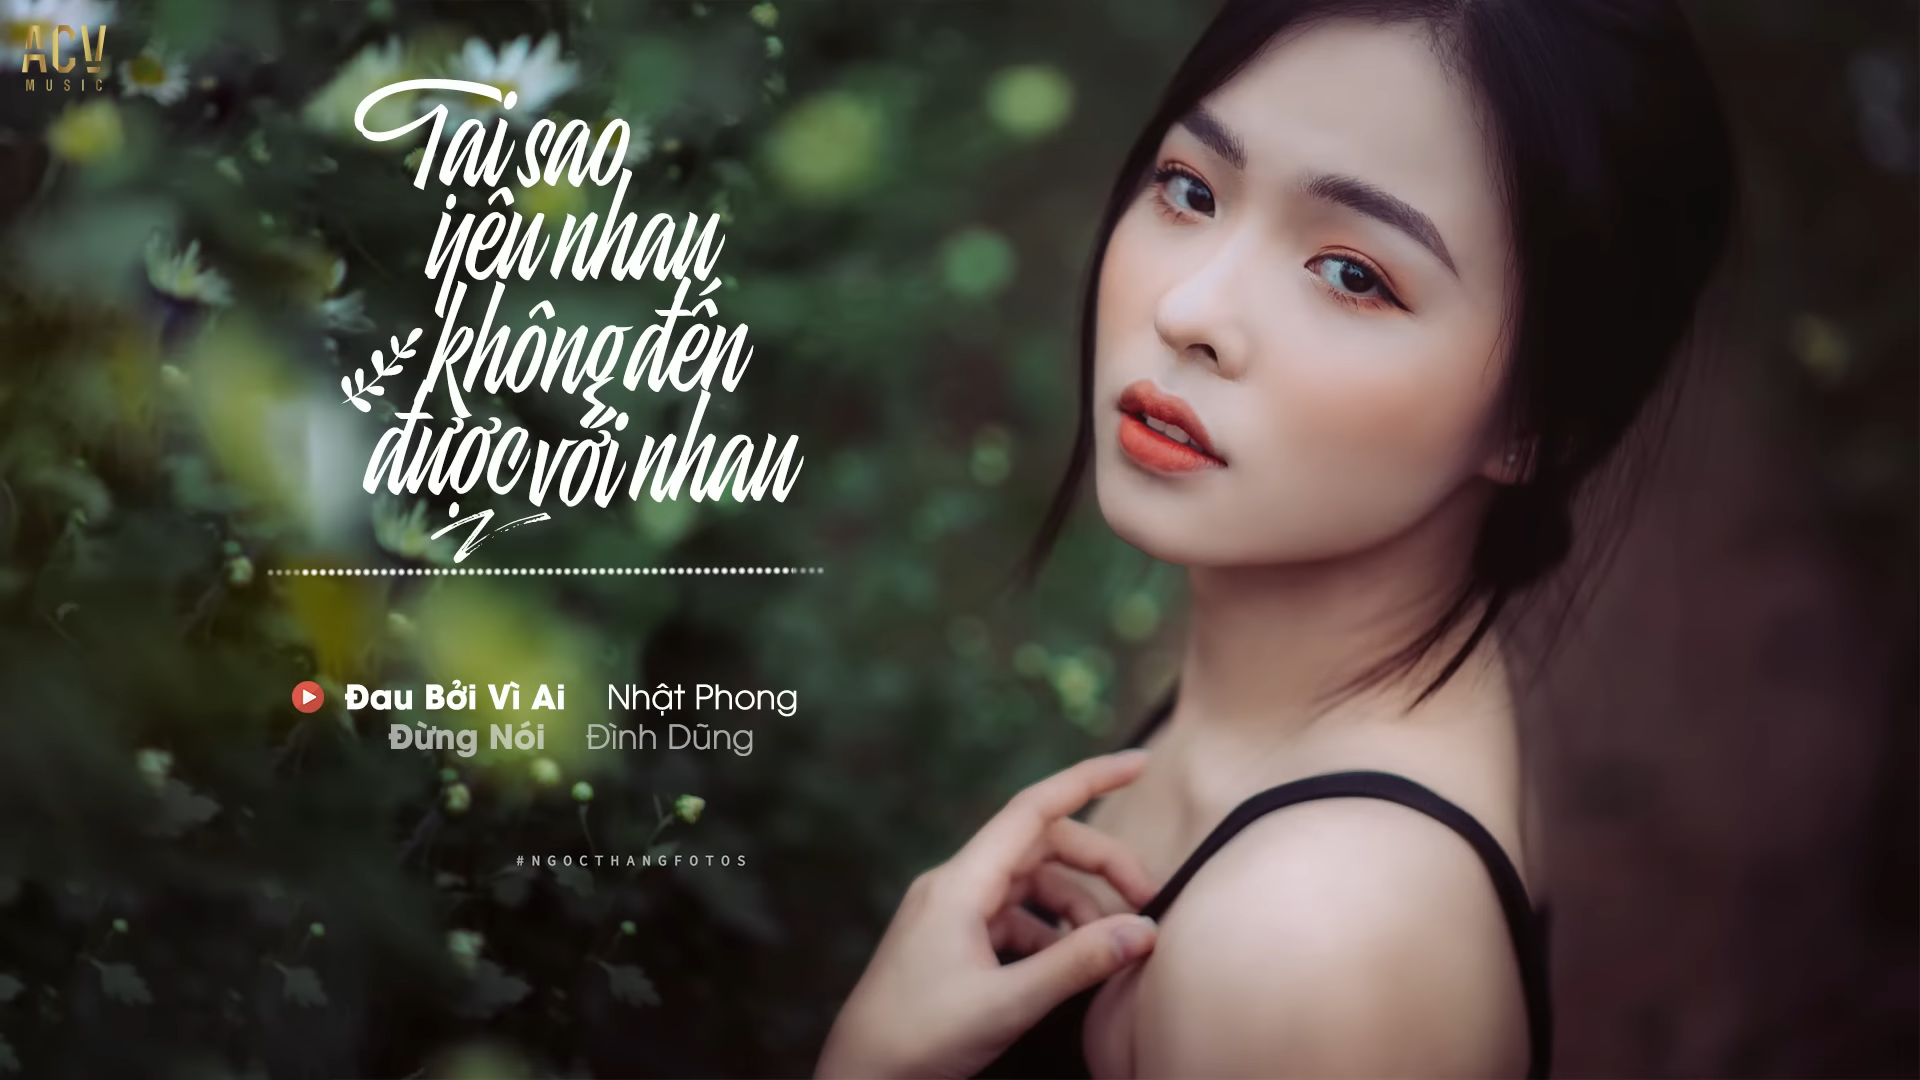 ACV
MUSIC
Tại sao
yêu nhau
không đến
được với nhau
Đau Bởi Vì Ai Nhật Phong
Đừng Nói Đình Dũng
#NGOCTHANGFOTOS